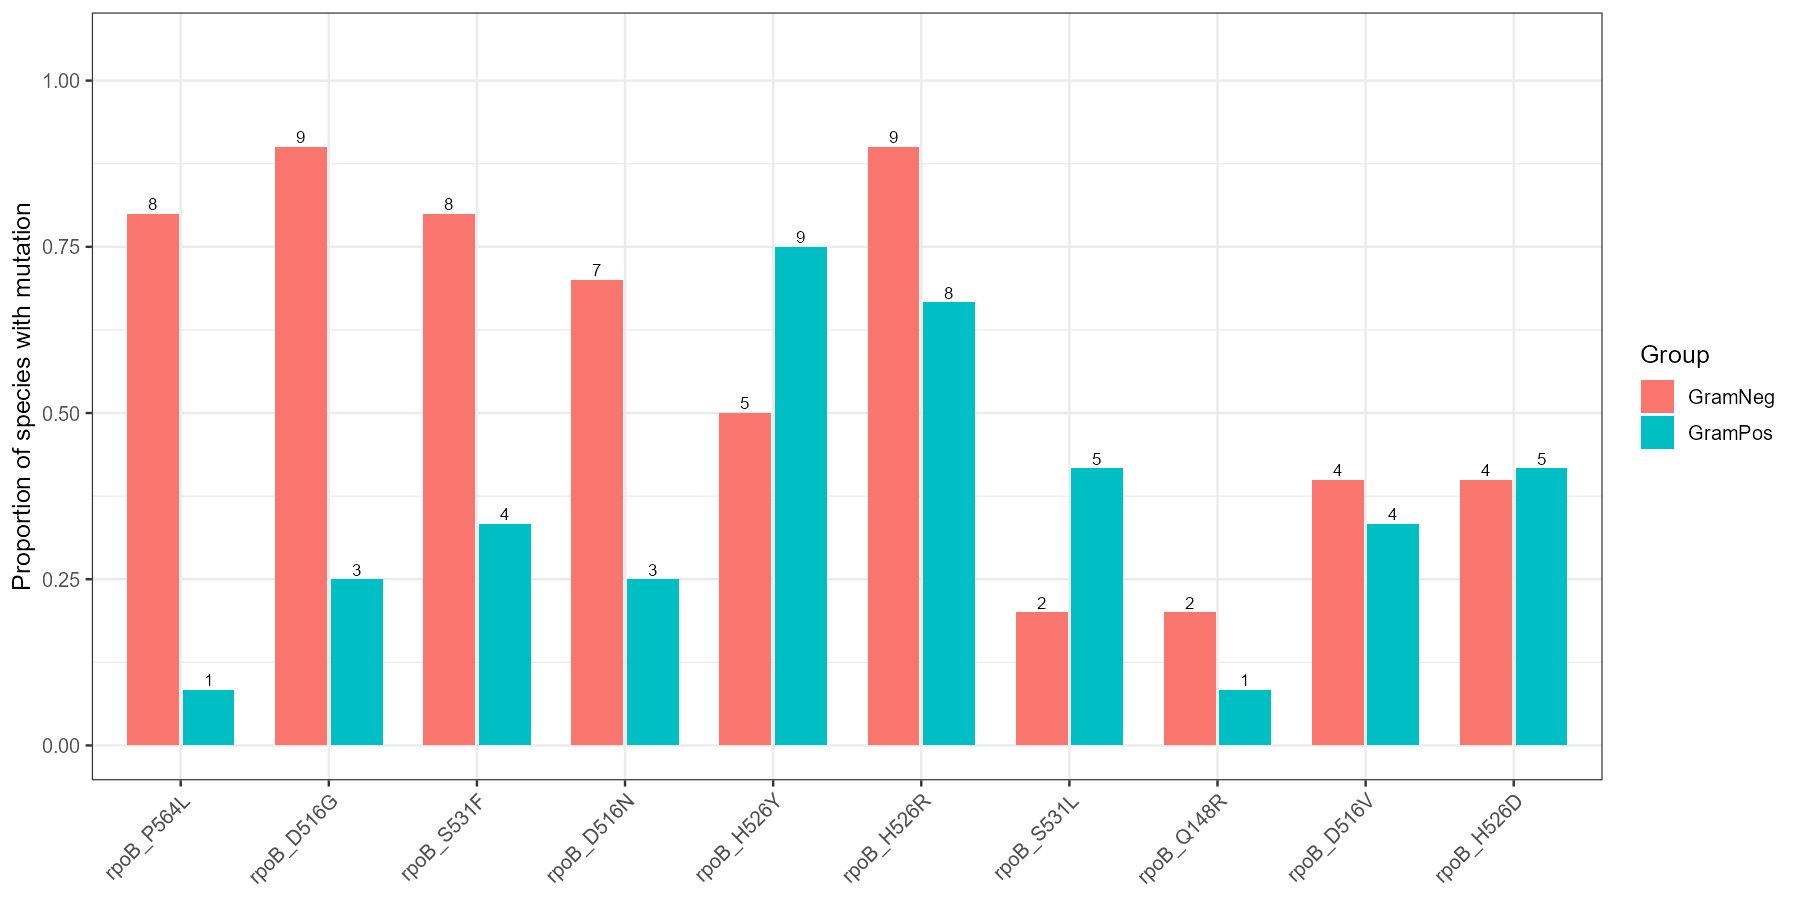 Proportion of species with mutation
1.00
0.75
0.50
0.25
0.00
8
1
9
3
8
4
7
3
5
9
9
8
2
5
2
1
4
4
4
5
rpoB_P564L
rpoB_D516G
rpoB_S531F
rpoB_D516N
rpoB_H526Y
rpoB_H526R
rpoB_S531L
rpoB_Q148R
rpoB_D516V
rpoB_H526D
Group
GramNeg
GramPos